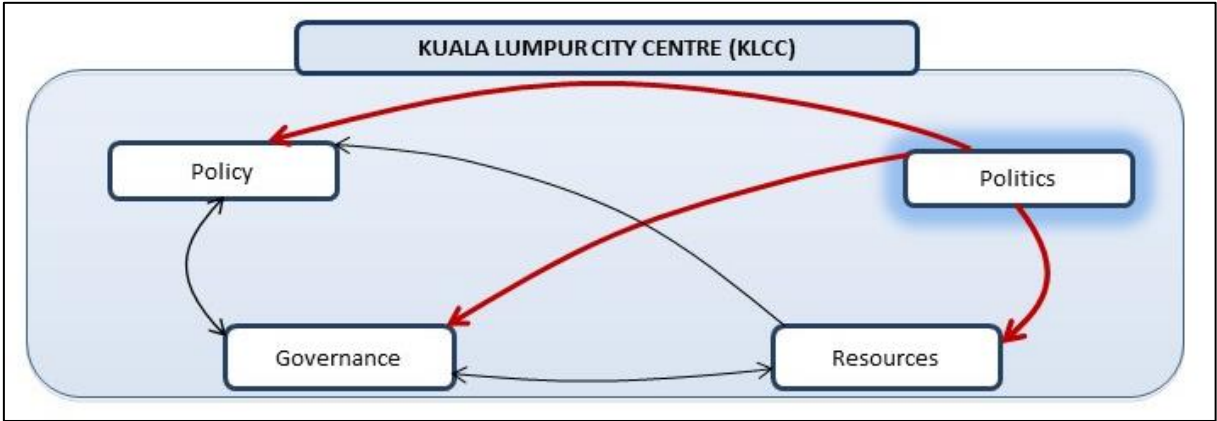 KUALA LUMPUR CITY CENTRE (KLCC)
Policy
Politics
Governance
Resources